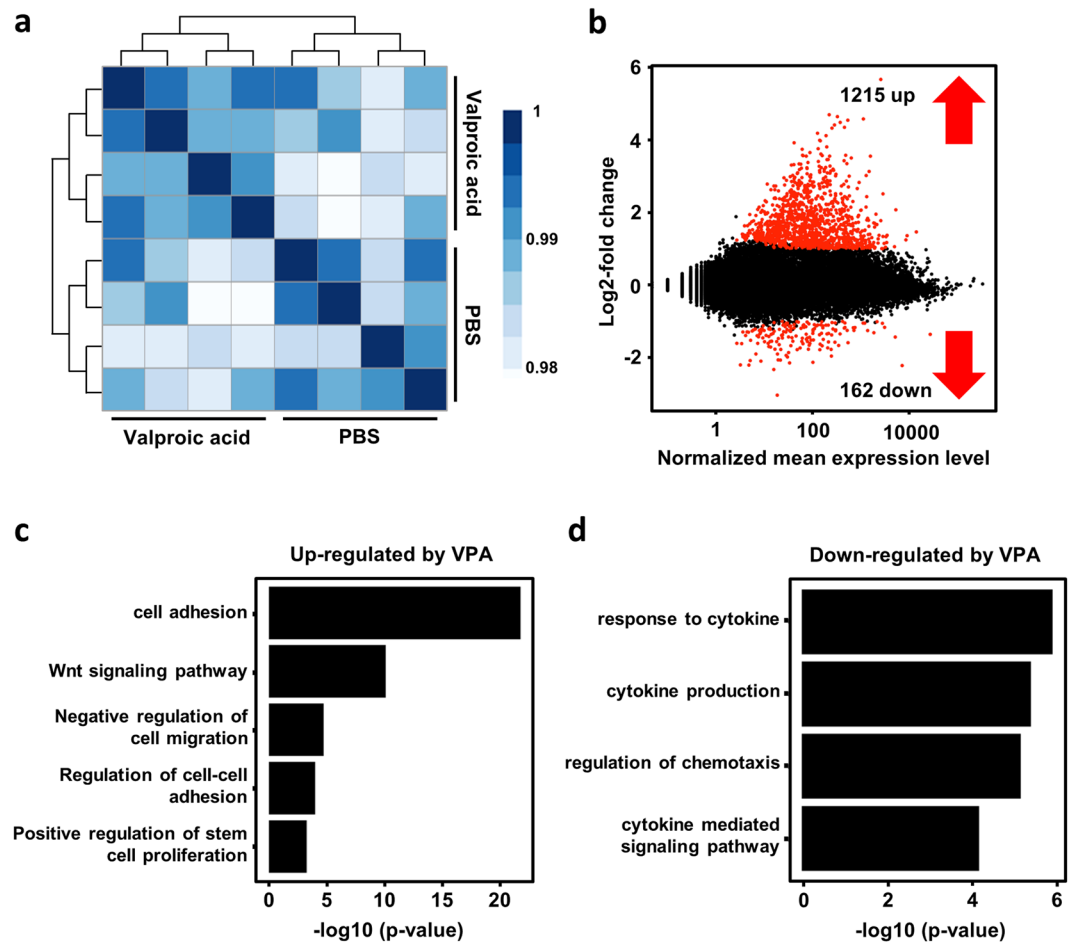 a
Valproic acid
PBS
1
0.99
0.98
Valproic acid
PBS
b
6
4
2
0
-2
Log2-fold change
1215 up
162 down
1
100
10000
Normalized mean expression level
c
Up-regulated by VPA
cell adhesion
Wnt signaling pathway
Negative regulation of
cell migration
Regulation of cell-cell
adhesion
Positive regulation of stem
cell proliferation
0
5
10
15
20
-log10 (p-value)
d
Down-regulated by VPA
response to cytokine
cytokine production
regulation of chemotaxis
cytokine mediated
signaling pathway
0
2
4
6
-log10 (p-value)